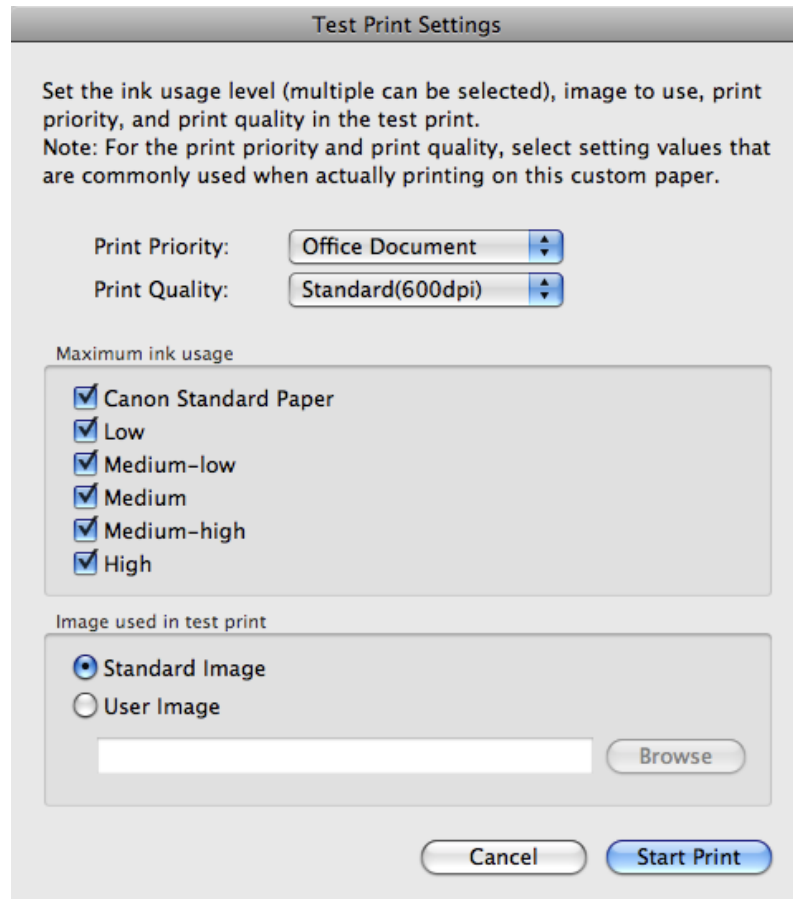 Test Print Settings
Set the ink usage level (multiple can be selected), image to use, print
priority, and print quality in the test print.
Note: For the print priority and print quality, select setting values that
are commonly used when actually printing on this custom paper.
Print Priority: Office Document
Print Quality: Standard(600dpi)
Maximum ink usage
Canon Standard Paper
Low
Medium-low
Medium
Medium-high
High
Image used in test print
Standard Image
User Image
Browse
Cancel Start Print